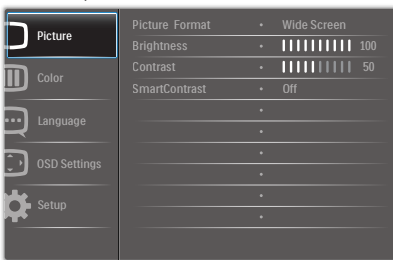 Picture
Color
Language
OSD Settings
Setup
Picture Format • Wide Screen
Brightness • 100
Contrast • 50
SmartContrast • Off
•
•
•
•
•
•